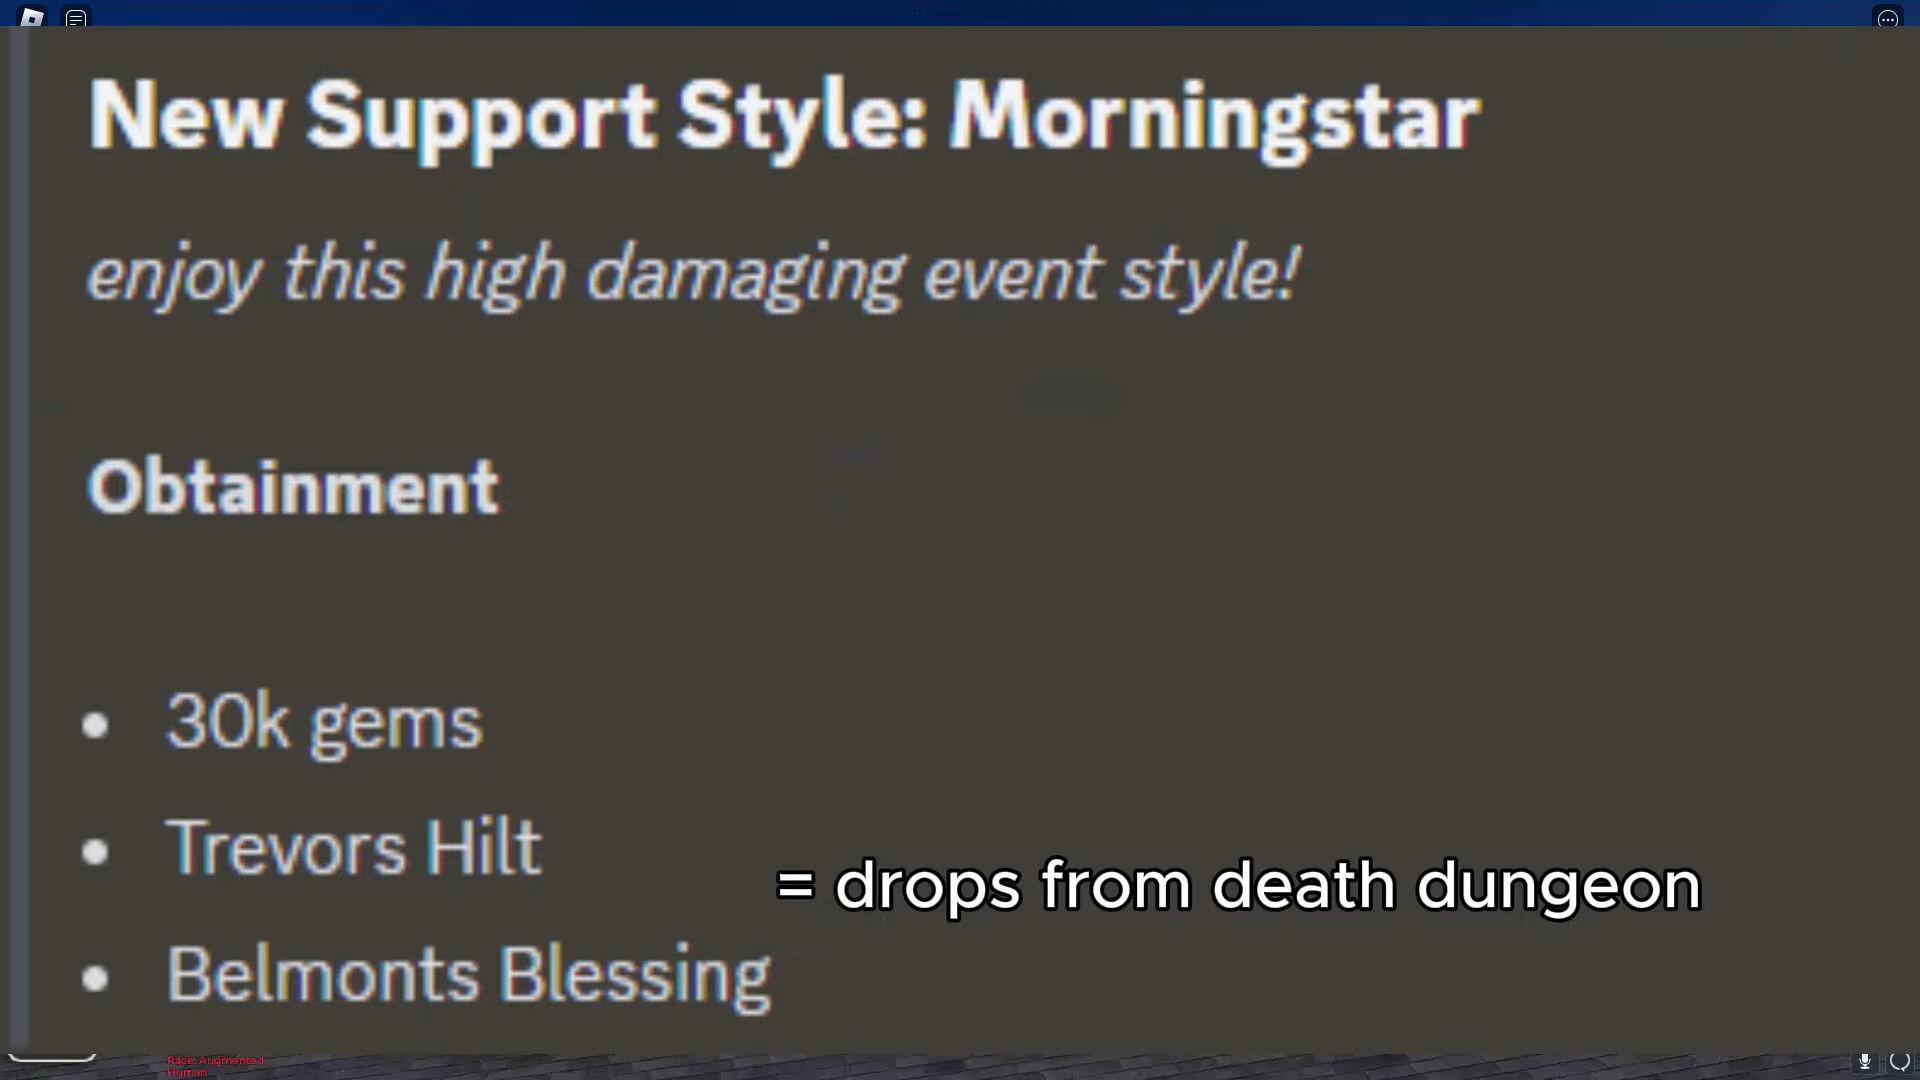 New Support Style: Morningstar
enjoy this high damaging event style!
Obtainment
• 30k gems
• Trevors Hilt
= drops from death dungeon
• Belmonts Blessing
Race: Augmented
Human